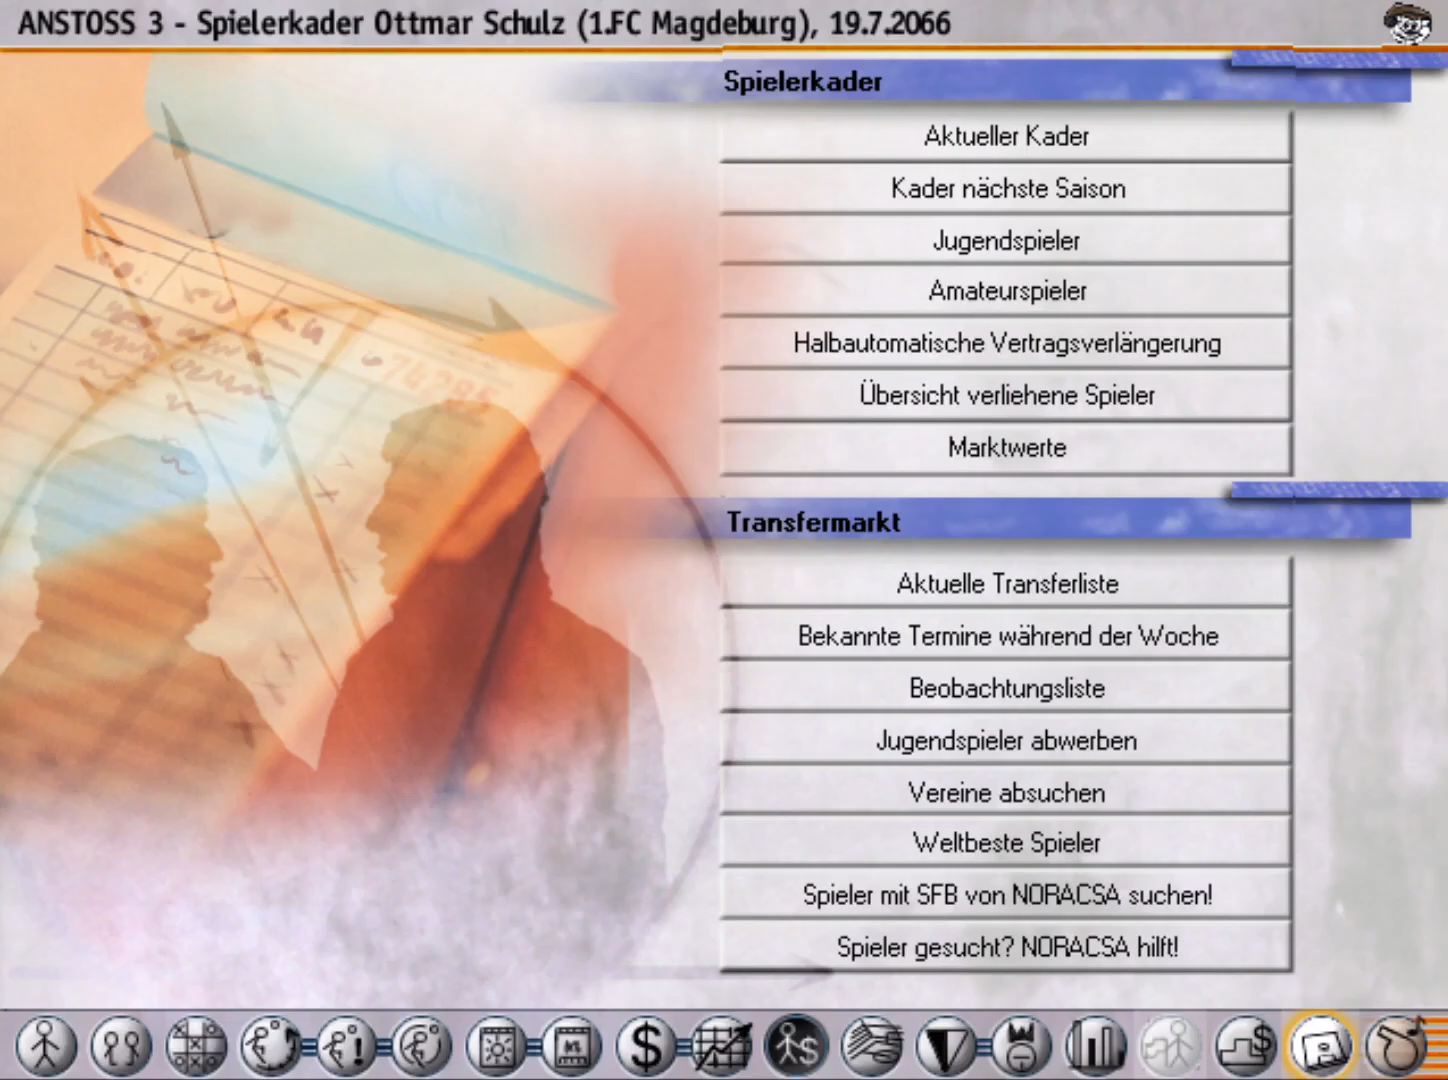 ANSTOSS 3 - Spielerkader Ottmar Schulz (1.FC Magdeburg), 19.7.2066
Spielerkader
Aktueller Kader
Kader nächste Saison
Jugendspieler
Amateurspieler
Halbautomatische Vertragsverlängerung
Übersicht verliehene Spieler
Marktwerte
Transfermarkt
Aktuelle Transferliste
Bekannte Termine während der Woche
Beobachtungsliste
Jugendspieler abwerben
Vereine absuchen
Weltbeste Spieler
Spieler mit SFB von NORACSA suchen!
Spieler gesucht? NORACSA hilft!